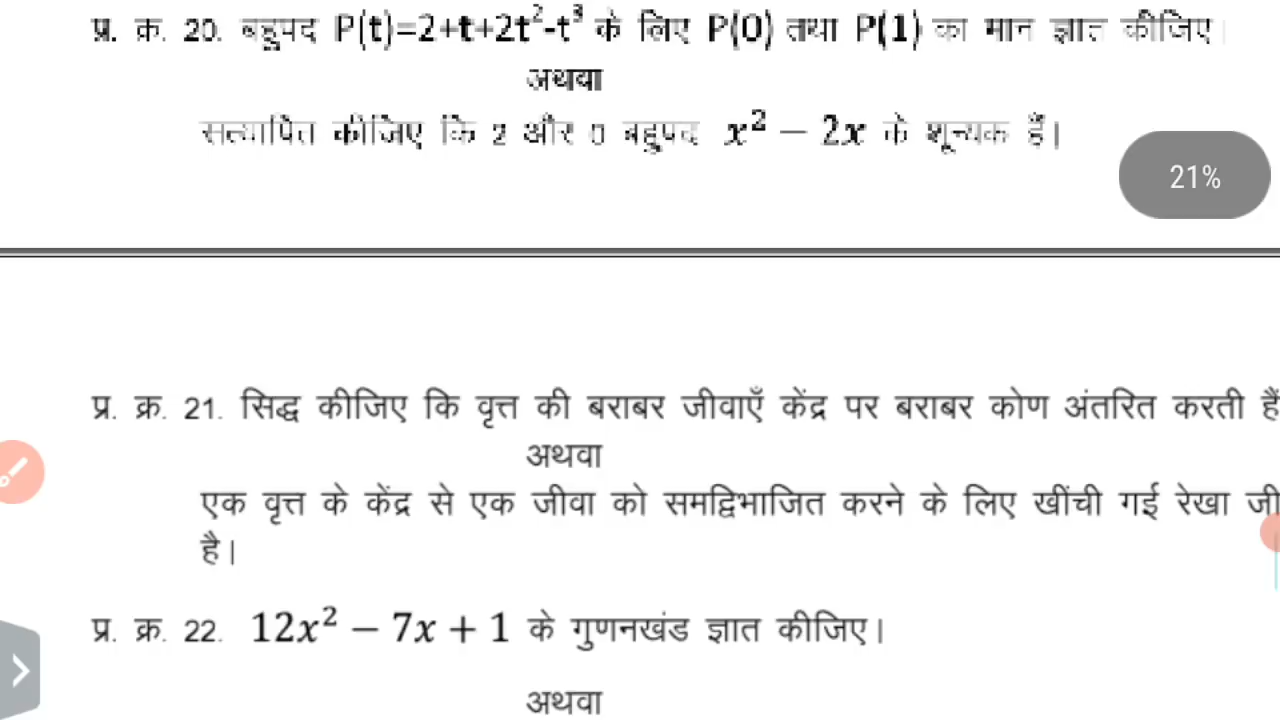 प्र. क्र. 20. बहुपद P(t)=2+t+2t²-t³ के लिए P(0) तथा P(1) का मान ज्ञात कीजिए।
अथवा
सत्यापित कीजिए कि 2 और 0 बहुपद x² − 2x के शून्यक हैं।
21%
प्र. क्र. 21. सिद्ध कीजिए कि वृत्त की बराबर जीवाएँ केंद्र पर बराबर कोण अंतरित करती हैं
अथवा
एक वृत्त के केंद्र से एक जीवा को समद्विभाजित करने के लिए खींची गई रेखा जी
है।
प्र. क्र. 22. 12x² − 7x + 1 के गुणनखंड ज्ञात कीजिए।
अथवा